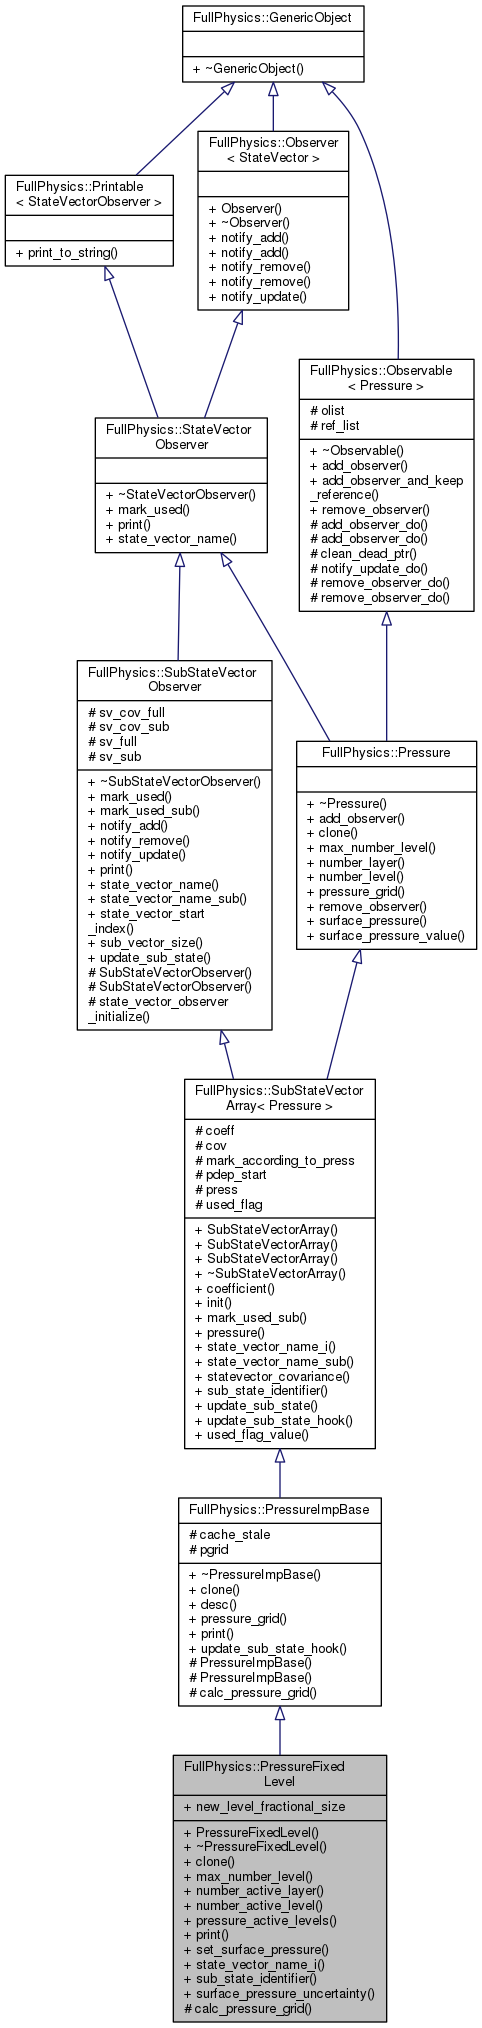 FullPhysics::GenericObject
+ ~GenericObject()
FullPhysics::Observer
< StateVector >
+ Observer()
+ ~Observer()
+ notify_add()
+ notify_add()
+ notify_remove()
+ notify_remove()
+ notify_update()
FullPhysics::Printable
< StateVectorObserver >
+ print_to_string()
FullPhysics::Observable
< Pressure >
# olist
# ref_list
+ ~Observable()
+ add_observer()
+ add_observer_and_keep
_reference()
+ remove_observer()
# add_observer_do()
# add_observer_do()
# clean_dead_ptr()
# notify_update_do()
# remove_observer_do()
# remove_observer_do()
FullPhysics::StateVector
Observer
+ ~StateVectorObserver()
+ mark_used()
+ print()
+ state_vector_name()
FullPhysics::SubStateVector
Observer
# sv_cov_full
# sv_cov_sub
# sv_full
# sv_sub
+ ~SubStateVectorObserver()
+ mark_used()
+ mark_used_sub()
+ notify_add()
+ notify_remove()
+ notify_update()
+ print()
+ state_vector_name()
+ state_vector_name_sub()
+ state_vector_start
_index()
+ sub_vector_size()
+ update_sub_state()
# SubStateVectorObserver()
# SubStateVectorObserver()
# state_vector_observer
_initialize()
FullPhysics::Pressure
+ ~Pressure()
+ add_observer()
+ clone()
+ max_number_level()
+ number_layer()
+ number_level()
+ pressure_grid()
+ remove_observer()
+ surface_pressure()
+ surface_pressure_value()
FullPhysics::SubStateVector
Array< Pressure >
# coeff
# cov
# mark_according_to_press
# pdep_start
# press
# used_flag
+ SubStateVectorArray()
+ SubStateVectorArray()
+ SubStateVectorArray()
+ ~SubStateVectorArray()
+ coefficient()
+ init()
+ mark_used_sub()
+ pressure()
+ state_vector_name_i()
+ state_vector_name_sub()
+ statevector_covariance()
+ sub_state_identifier()
+ update_sub_state()
+ update_sub_state_hook()
+ used_flag_value()
FullPhysics::PressureImpBase
# cache_stale
# pgrid
+ ~PressureImpBase()
+ clone()
+ desc()
+ pressure_grid()
+ print()
+ update_sub_state_hook()
# PressureImpBase()
# PressureImpBase()
# calc_pressure_grid()
FullPhysics::PressureFixed
Level
+ new_level_fractional_size
+ PressureFixedLevel()
+ ~PressureFixedLevel()
+ clone()
+ max_number_level()
+ number_active_layer()
+ number_active_level()
+ pressure_active_levels()
+ print()
+ set_surface_pressure()
+ state_vector_name_i()
+ sub_state_identifier()
+ surface_pressure_uncertainty()
# calc_pressure_grid()